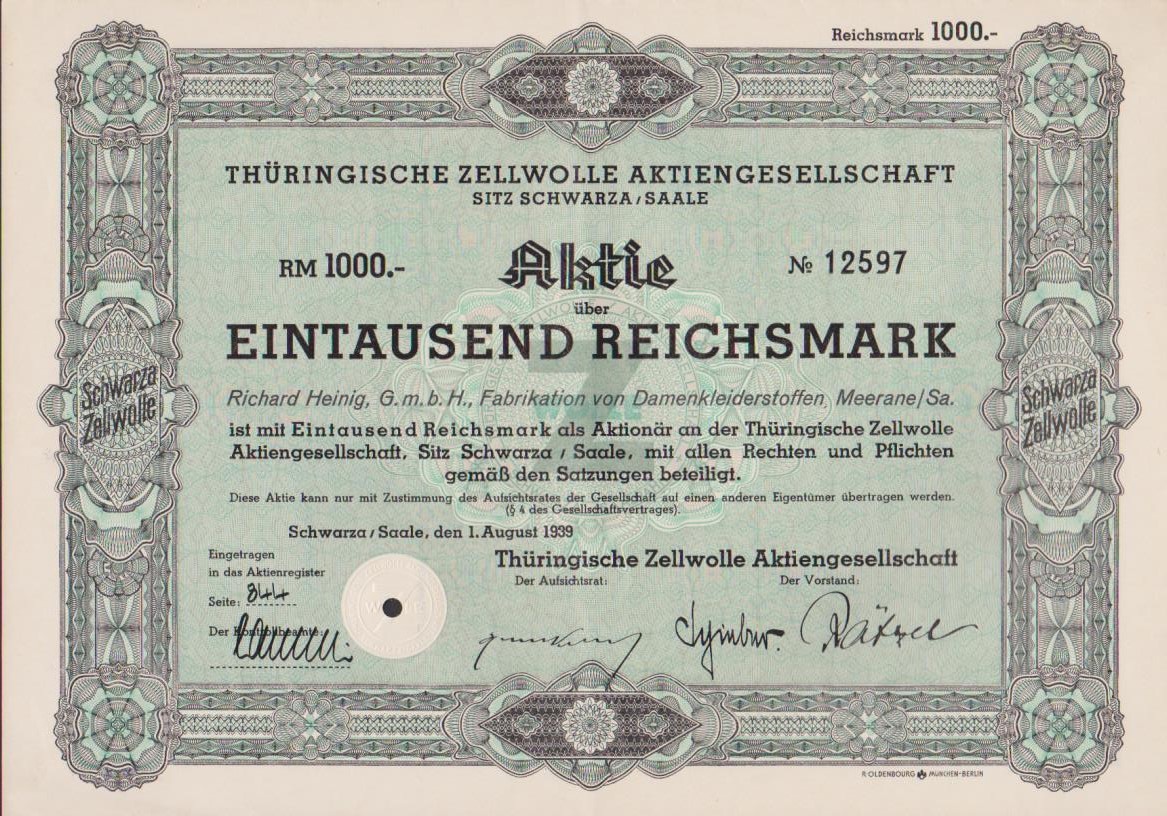 Reichsmark 1000.-
THÜRINGISCHE ZELLWOLLE AKTIENGESELLSCHAFT
SITZ SCHWARZA/SAALE
RM 1000.- Aktie № 12597
über
EINTAUSEND REICHSMARK
Richard Heinig, G.m.b.H., Fabrikation von Damenkleiderstoffen, Meerane/Sa.
ist mit Eintausend Reichsmark als Aktionär an der Thüringische Zellwolle
Aktiengesellschaft, Sitz Schwarza / Saale, mit allen Rechten und Pflichten
gemäß den Satzungen beteiligt.
Diese Aktie kann nur mit Zustimmung des Aufsichtsrates der Gesellschaft auf einen anderen Eigentümer übertragen werden.
(§ 4 des Gesellschaftsvertrages).
Schwarza/Saale, den 1. August 1939
Eingetragen
in das Aktienregister
Seite: 844
Der Kontrollbeamte:
Thüringische Zellwolle Aktiengesellschaft
Der Aufsichtsrat: Der Vorstand:
Rätzel
Schwarza
Zellwolle
Schwarza
Zellwolle
Z
R. OLDENBOURG MÜNCHEN-BERLIN